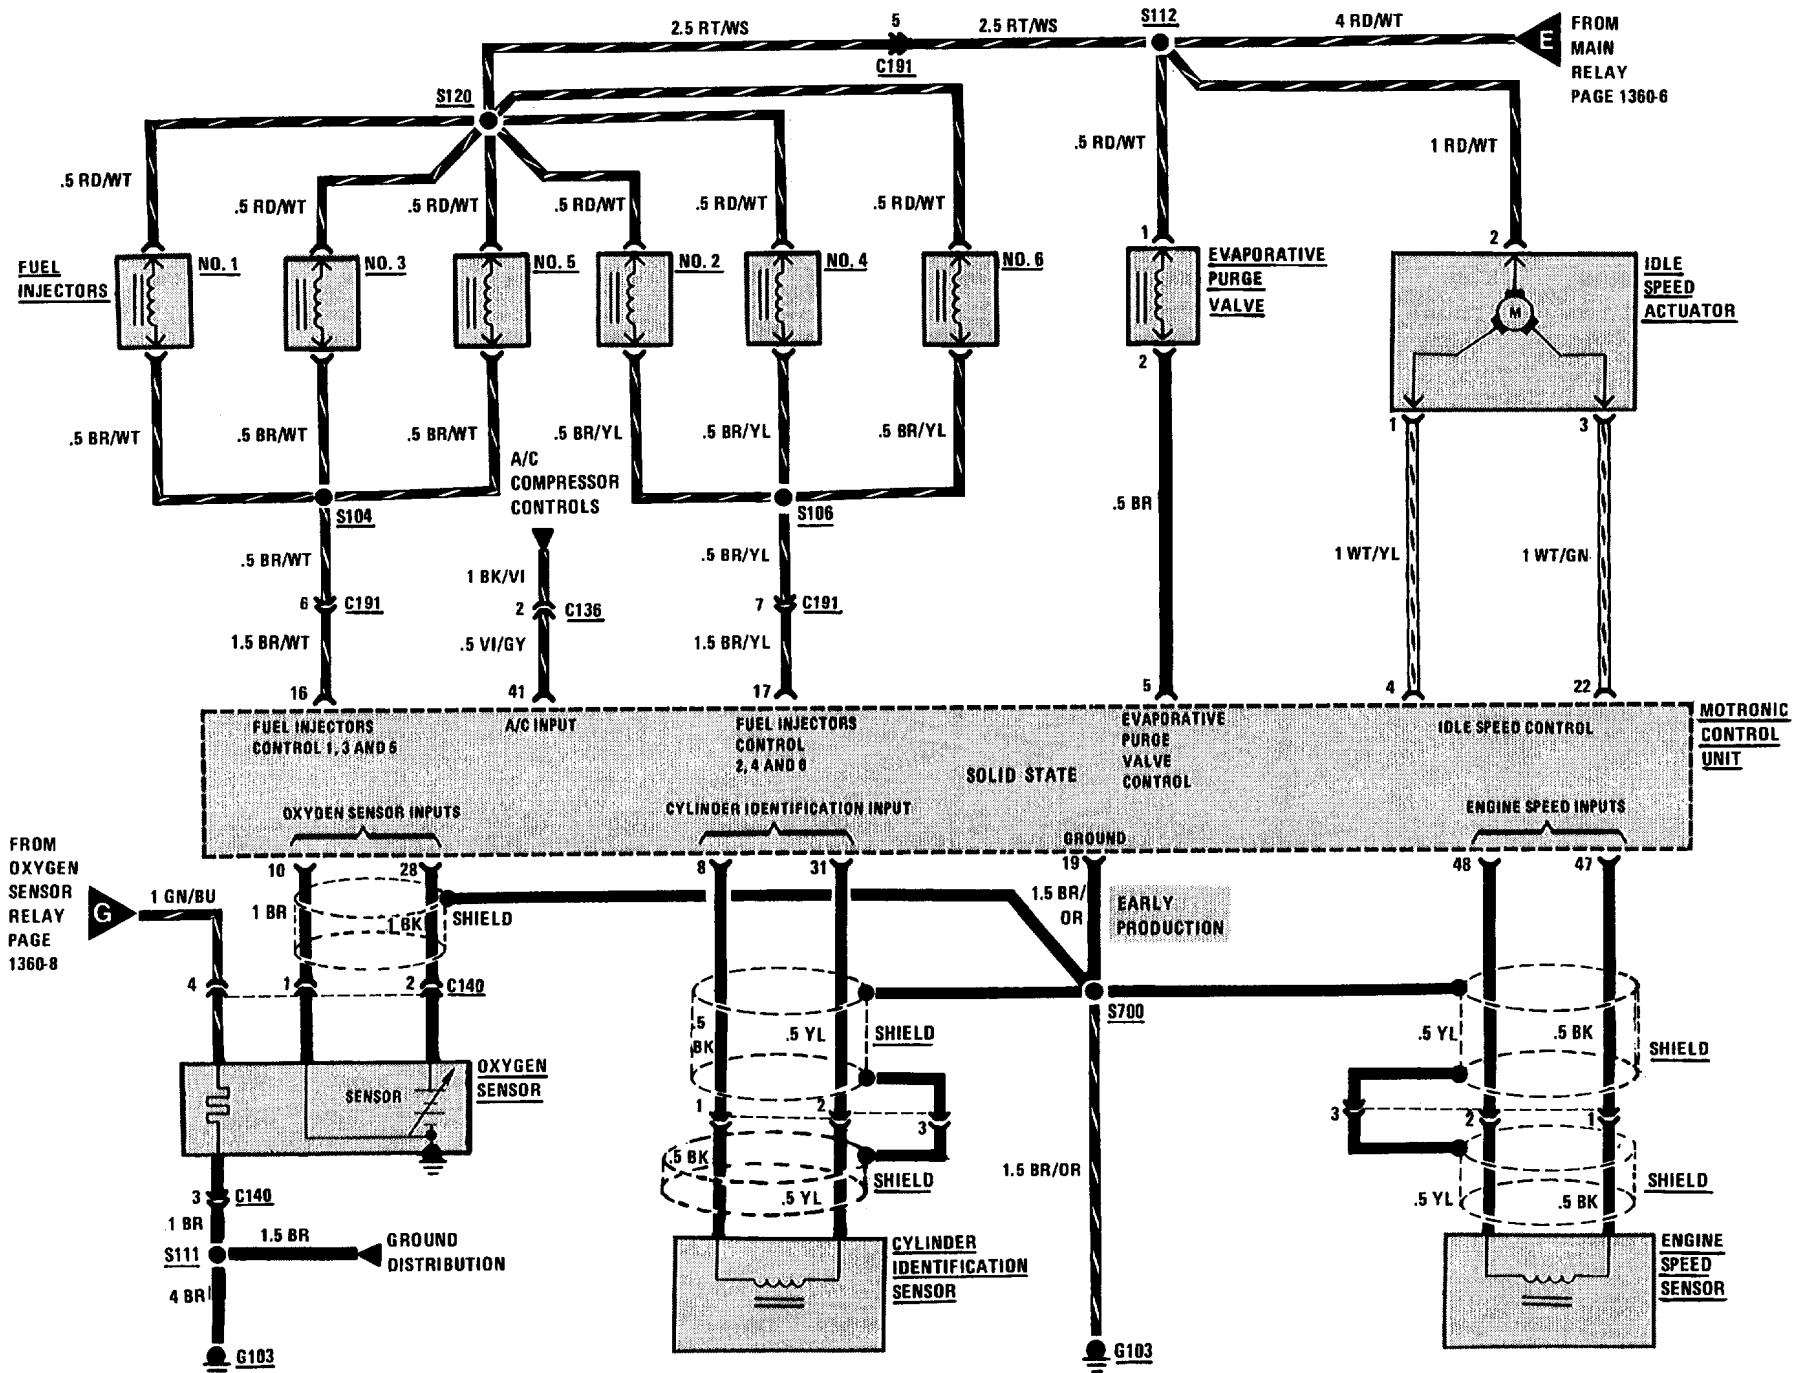 2.5 RT/WS
5
2.5 RT/WS
S112
4 RD/WT
E
FROM
MAIN
RELAY
PAGE 1360-6
C191
S120
.5 RD/WT
.5 RD/WT
.5 RD/WT
.5 RD/WT
.5 RD/WT
.5 RD/WT
.5 RD/WT
1 RD/WT
FUEL
INJECTORS
NO. 1
NO. 3
NO. 5
NO. 2
NO. 4
NO. 6
1
EVAPORATIVE
PURGE
VALVE
2
2
IDLE
SPEED
ACTUATOR
M
1
3
.5 BR/WT
.5 BR/WT
.5 BR/WT
.5 BR/YL
.5 BR/YL
.5 BR/YL
A/C
COMPRESSOR
CONTROLS
S104
S106
.5 BR
.5 BR/WT
1 BK/VI
.5 BR/YL
1 WT/YL
1 WT/GN
6
C191
2
C136
7
C191
1.5 BR/WT
.5 VI/GY
1.5 BR/YL
16
41
17
5
4
22
FUEL INJECTORS
CONTROL 1, 3 AND 5
A/C INPUT
FUEL INJECTORS
CONTROL
2, 4 AND 6
EVAPORATIVE
PURGE
VALVE
CONTROL
IDLE SPEED CONTROL
MOTRONIC
CONTROL
UNIT
SOLID STATE
OXYGEN SENSOR INPUTS
CYLINDER IDENTIFICATION INPUT
GROUND
ENGINE SPEED INPUTS
FROM
OXYGEN
SENSOR
RELAY
PAGE
1360-8
G
1 GN/BU
10
28
8
31
19
48
47
1 BR
1 BK
SHIELD
1.5 BR/
OR
EARLY
PRODUCTION
4
1
2
C140
S700
.5
BK
.5 YL
SHIELD
.5 YL
.5 BK
SHIELD
OXYGEN
SENSOR
SENSOR
1
2
3
3
2
1
.5 BK
.5 YL
SHIELD
1.5 BR/OR
.5 YL
.5 BK
SHIELD
3
C140
1 BR
S111
1.5 BR
GROUND
DISTRIBUTION
4 BR
G103
CYLINDER
IDENTIFICATION
SENSOR
G103
ENGINE
SPEED
SENSOR